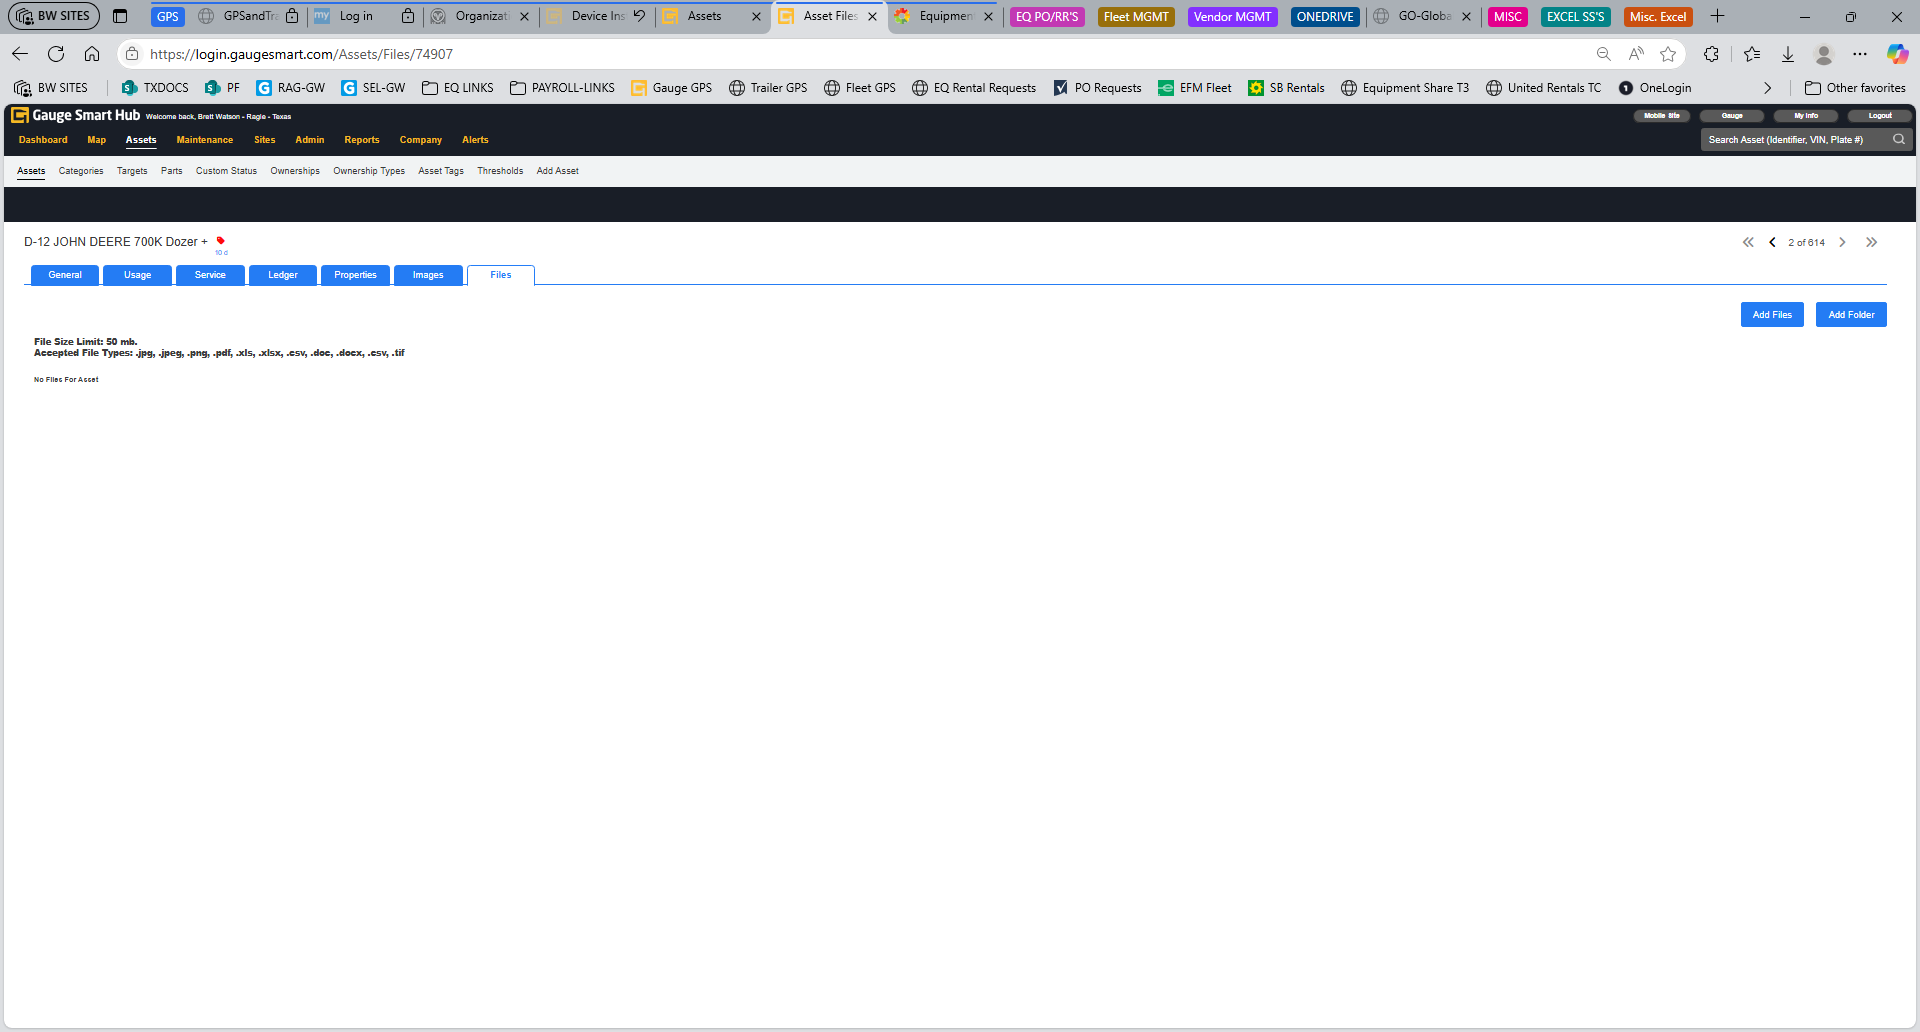 BW SITES
GPS
GPSandTra
my Log in
Organizati
Device Ins
Assets
Asset Files
Equipmen
EQ PO/RR'S
Fleet MGMT
Vendor MGMT
ONEDRIVE
GO-Globa
MISC
EXCEL SS'S
Misc. Excel
https://login.gaugesmart.com/Assets/Files/74907
BW SITES
TXDOCS
PF
RAG-GW
SEL-GW
EQ LINKS
PAYROLL-LINKS
Gauge GPS
Trailer GPS
Fleet GPS
EQ Rental Requests
PO Requests
EFM Fleet
SB Rentals
Equipment Share T3
United Rentals TC
1 OneLogin
Other favorites
Gauge Smart Hub Welcome back, Brett Watson - Ragle - Texas
Mobile Site
Gauge
My Info
Logout
Dashboard Map Assets Maintenance Sites Admin Reports Company Alerts
Search Asset (Identifier, VIN, Plate #)
Assets Categories Targets Parts Custom Status Ownerships Ownership Types Asset Tags Thresholds Add Asset
D-12 JOHN DEERE 700K Dozer +
10 d
2 of 614
General Usage Service Ledger Properties Images Files
Add Files
Add Folder
File Size Limit: 50 mb.
Accepted File Types: .jpg, .jpeg, .png, .pdf, .xls, .xlsx, .csv, .doc, .docx, .csv, .tif
No Files For Asset